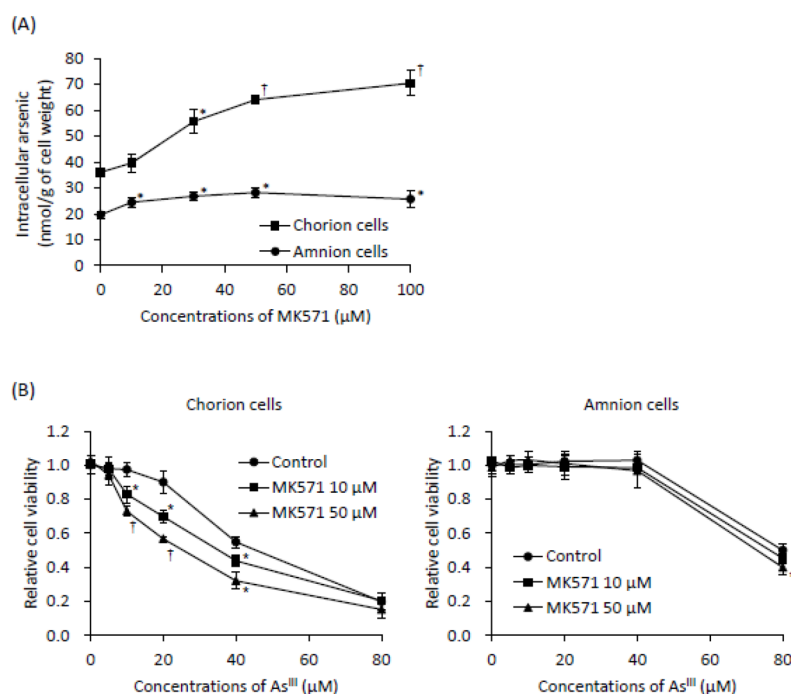 (A)
Intracellular arsenic
(nmol/g of cell weight)
80
70
60
50
40
30
20
10
0
*
†
†
*
*
*
*
Chorion cells
Amnion cells
0 20 40 60 80 100
Concentrations of MK571 (µM)
(B)
Chorion cells
Relative cell viability
1.2
1.0
0.8
0.6
0.4
0.2
0.0
Control
MK571 10 µM
MK571 50 µM
*
*
†
†
*
*
0 20 40 60 80
Concentrations of AsIII (µM)
Amnion cells
Relative cell viability
1.2
1.0
0.8
0.6
0.4
0.2
0.0
Control
MK571 10 µM
MK571 50 µM
0 20 40 60 80
Concentations of AsIII (µM)